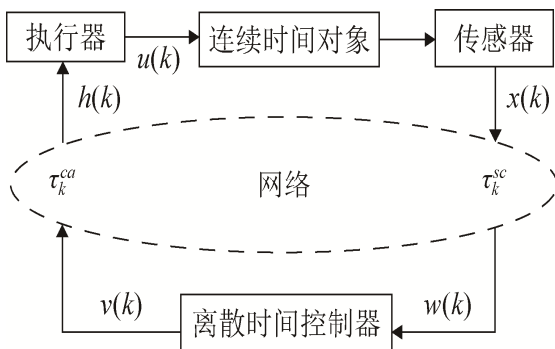 执行器
连续时间对象
传感器
u(k)
h(k)
x(k)
τ_k^{ca}
网络
τ_k^{sc}
v(k)
离散时间控制器
w(k)